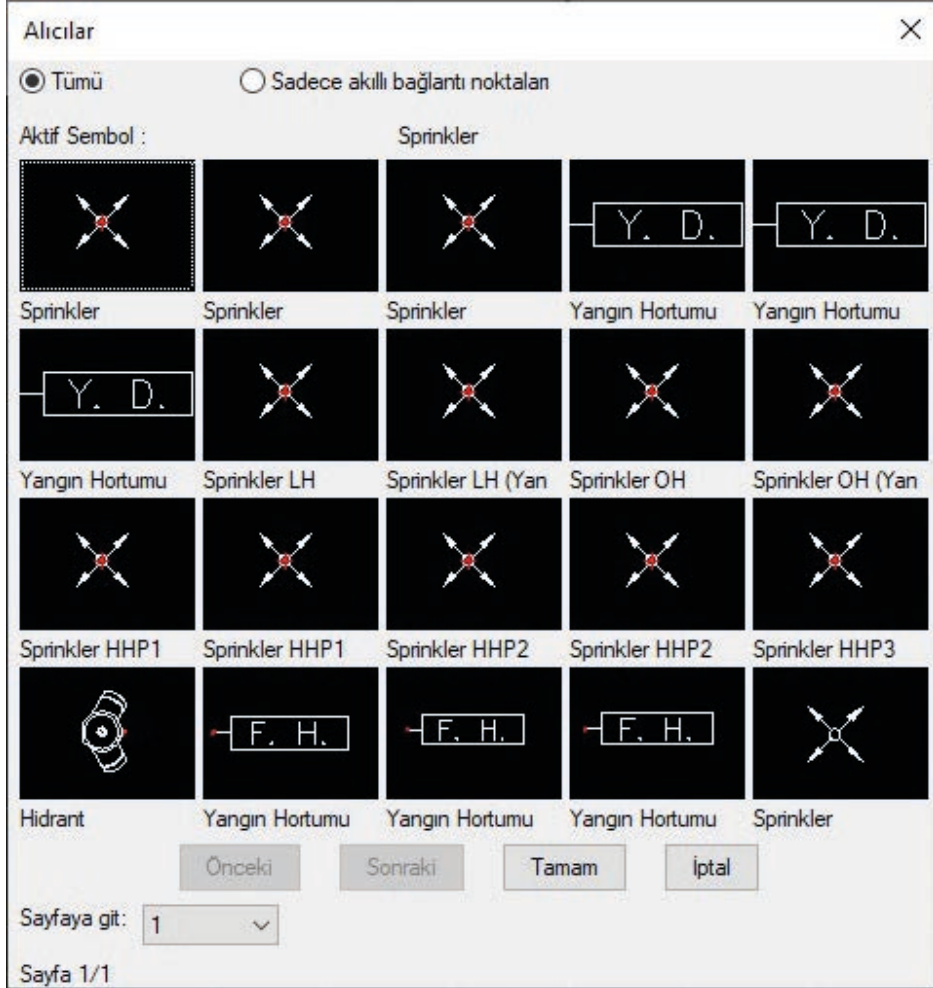 Alıcılar
Tümü Sadece akıllı bağlantı noktaları
Aktif Sembol : Sprinkler
Y. D. Y. D.
Sprinkler Sprinkler Sprinkler Yangın Hortumu Yangın Hortumu
Y. D.
Yangın Hortumu Sprinkler LH Sprinkler LH (Yan Sprinkler OH Sprinkler OH (Yan
Sprinkler HHP1 Sprinkler HHP1 Sprinkler HHP2 Sprinkler HHP2 Sprinkler HHP3
F. H. F. H. F. H.
Hidrant Yangın Hortumu Yangın Hortumu Yangın Hortumu Sprinkler
Önceki Sonraki Tamam İptal
Sayfaya git: 1
Sayfa 1/1